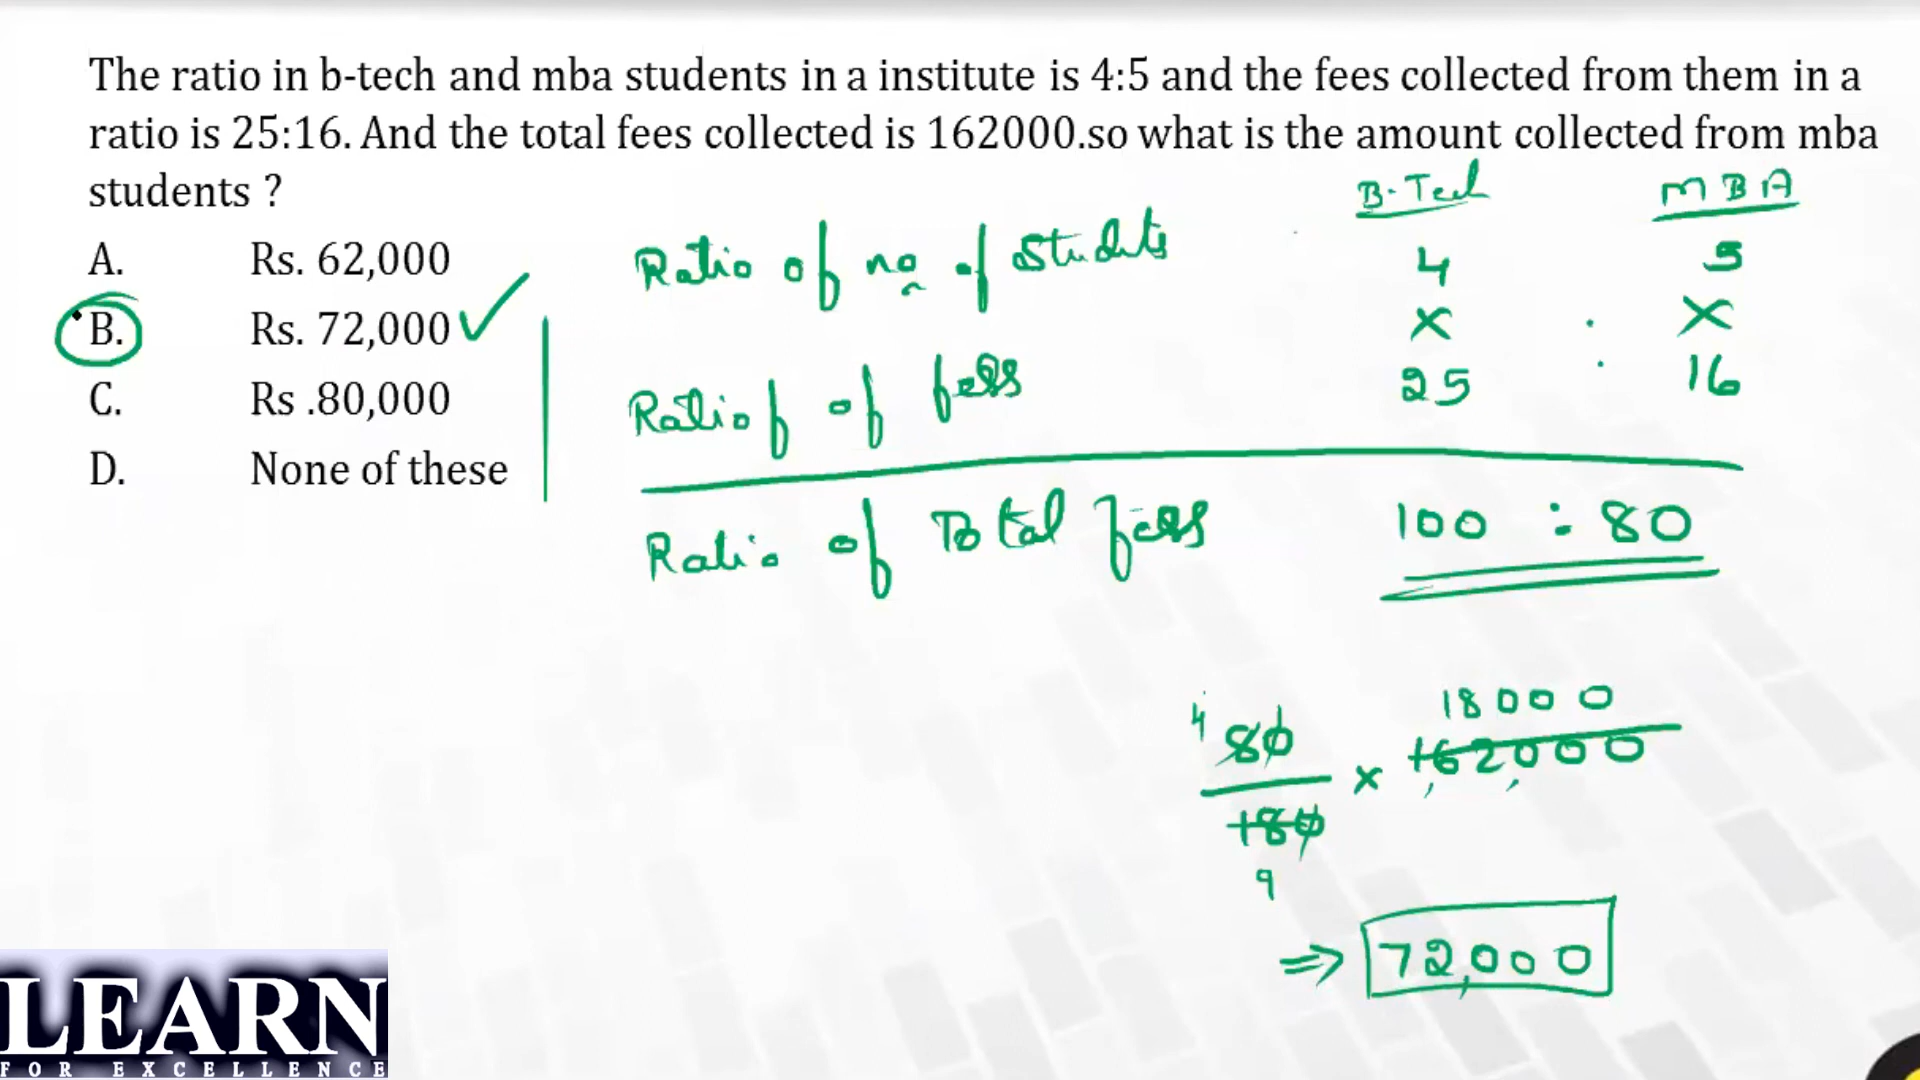 The ratio in b-tech and mba students in a institute is 4:5 and the fees collected from them in a
ratio is 25:16. And the total fees collected is 162000.so what is the amount collected from mba
students ?
A. Rs. 62,000
B. Rs. 72,000
C. Rs .80,000
D. None of these
B-Tech MBA
Ratio of no of Students 4 5
× : ×
Ratio of of fees 25 : 16
Ratio of Total fees 100 : 80
4 18000
80 × 162000
180
9
⇒ 72,000
LEARN
FOR EXCELLENCE